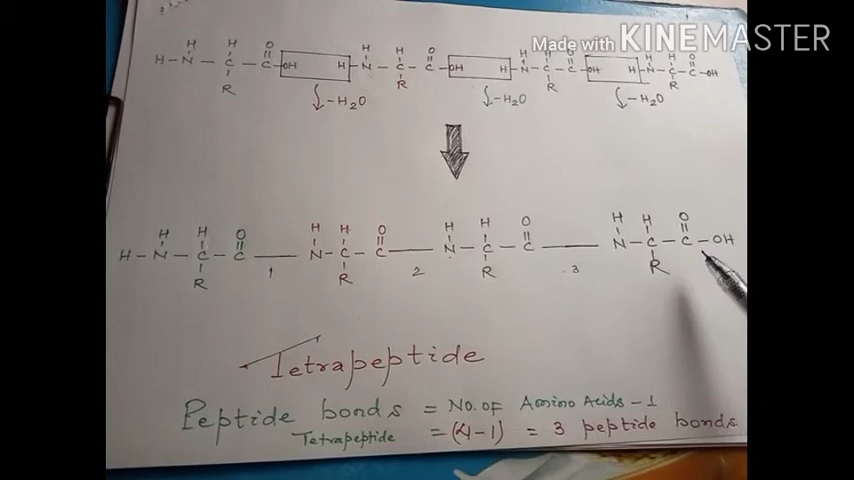 Made with KINEMASTER
H H O H H O H H O H H O
H-N-C-C-OH H-N-C-C-OH H-N-C-C-OH H-N-C-C-OH
R R R R
-H2O -H2O -H2O
H H O H H O H H O H H O
H-N-C-C N-C-C N-C-C N-C-C-OH
R 1 R 2 R 3 R
Tetrapeptide
Peptide bonds = No. of Amino Acids -1
Tetrapeptide = (4-1) = 3 peptide bonds